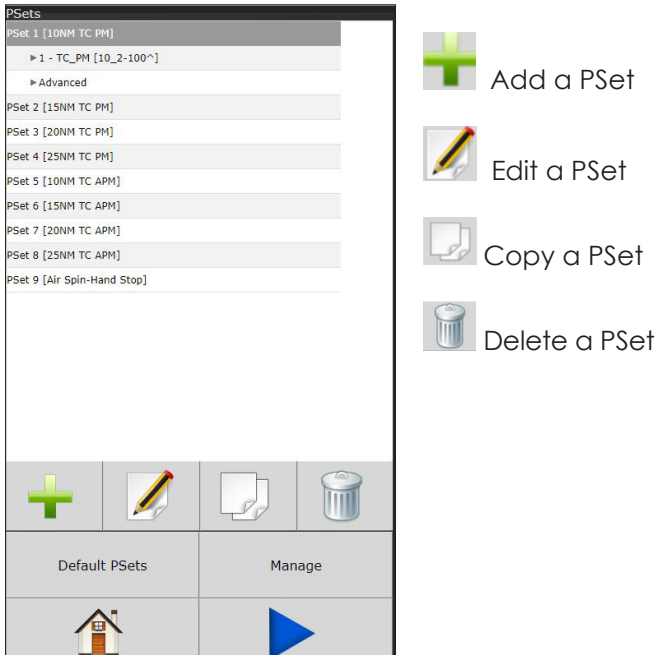 PSets
PSet 1 [10NM TC PM]
▶1 - TC_PM [10_2-100^]
▶Advanced
PSet 2 [15NM TC PM]
PSet 3 [20NM TC PM]
PSet 4 [25NM TC PM]
PSet 5 [10NM TC APM]
PSet 6 [15NM TC APM]
PSet 7 [20NM TC APM]
PSet 8 [25NM TC APM]
PSet 9 [Air Spin-Hand Stop]
Default PSets
Manage
Add a PSet
Edit a PSet
Copy a PSet
Delete a PSet